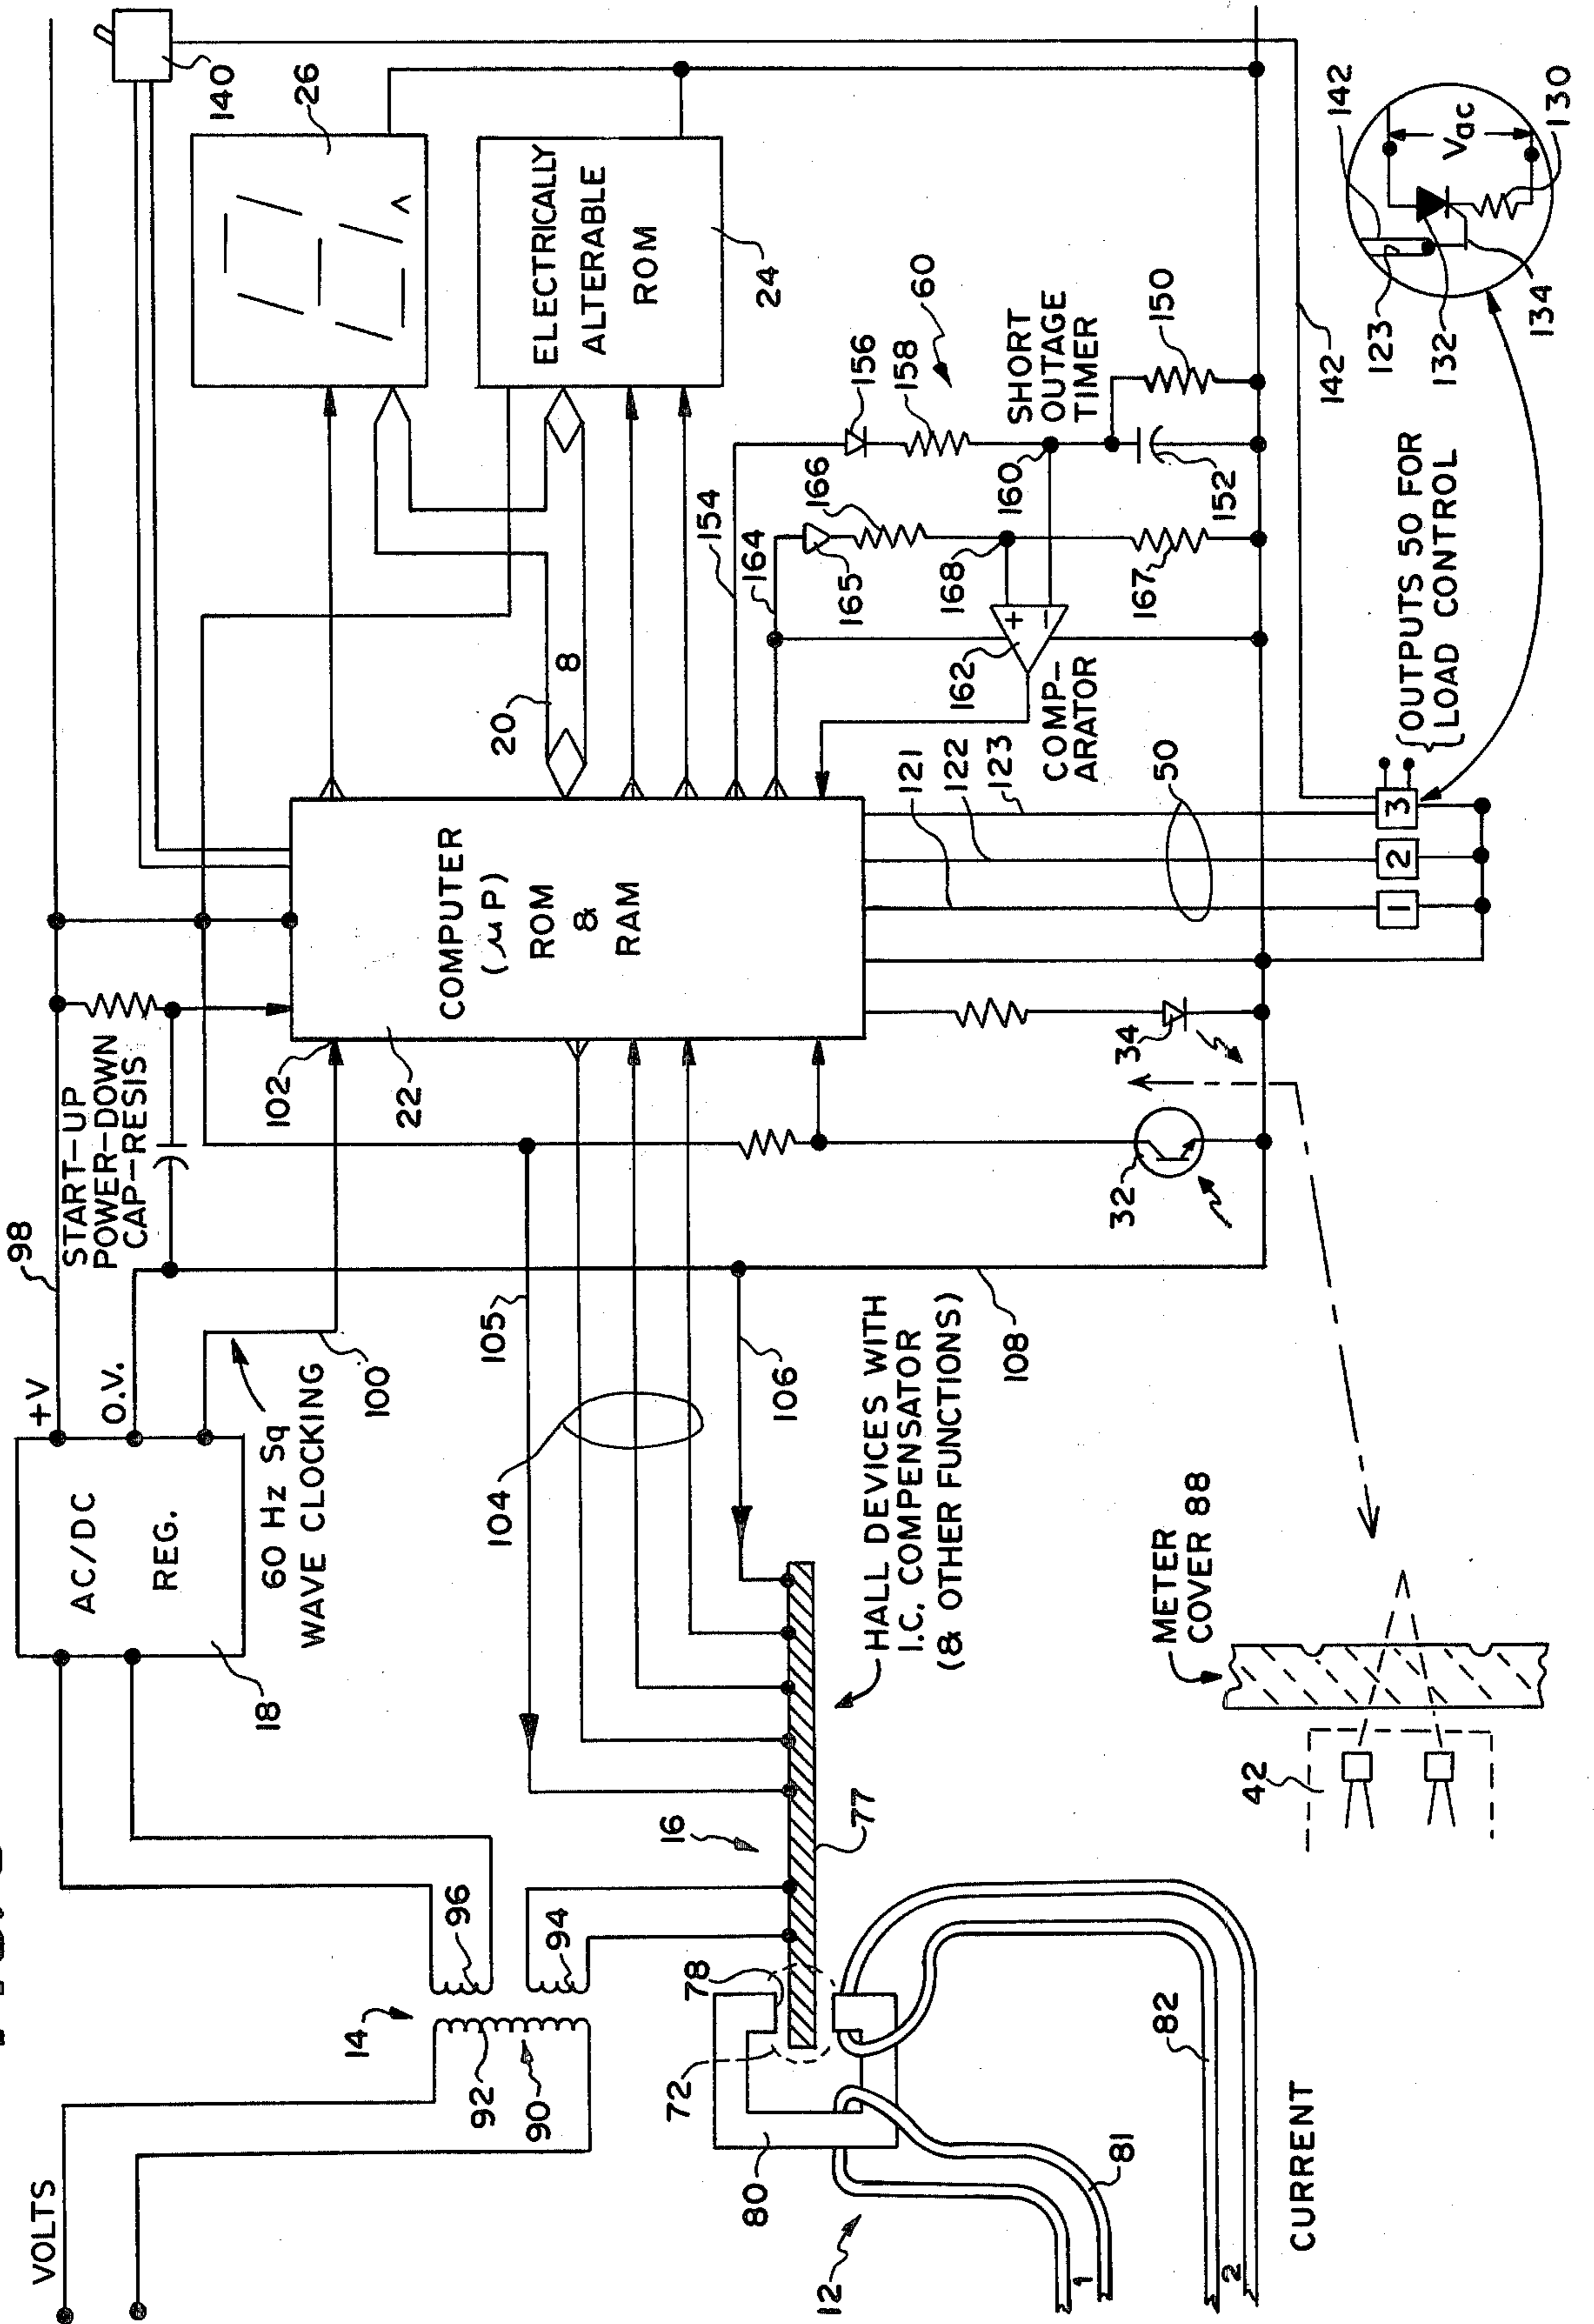 VOLTS
14
92
90
96
94
18
AC/DC
REG.
+V
O.V.
98
60 Hz Sq
WAVE CLOCKING
100
START-UP
POWER-DOWN
CAP-RESIS
102
22
COMPUTER
(μP)
ROM
&
RAM
140
26
20
8
ELECTRICALLY
ALTERABLE
ROM
24
105
104
106
16
77
78
72
80
12
81
82
1
2
CURRENT
HALL DEVICES WITH
I.C. COMPENSATOR
(& OTHER FUNCTIONS)
108
32
34
METER
COVER 88
42
154
164
156
158
60
166
165
168
160
SHORT
OUTAGE
TIMER
150
152
167
162
+
−
COMP-
ARATOR
121
122
123
50
1
2
3
142
OUTPUTS 50 FOR
LOAD CONTROL
123
142
132
134
Vac
130